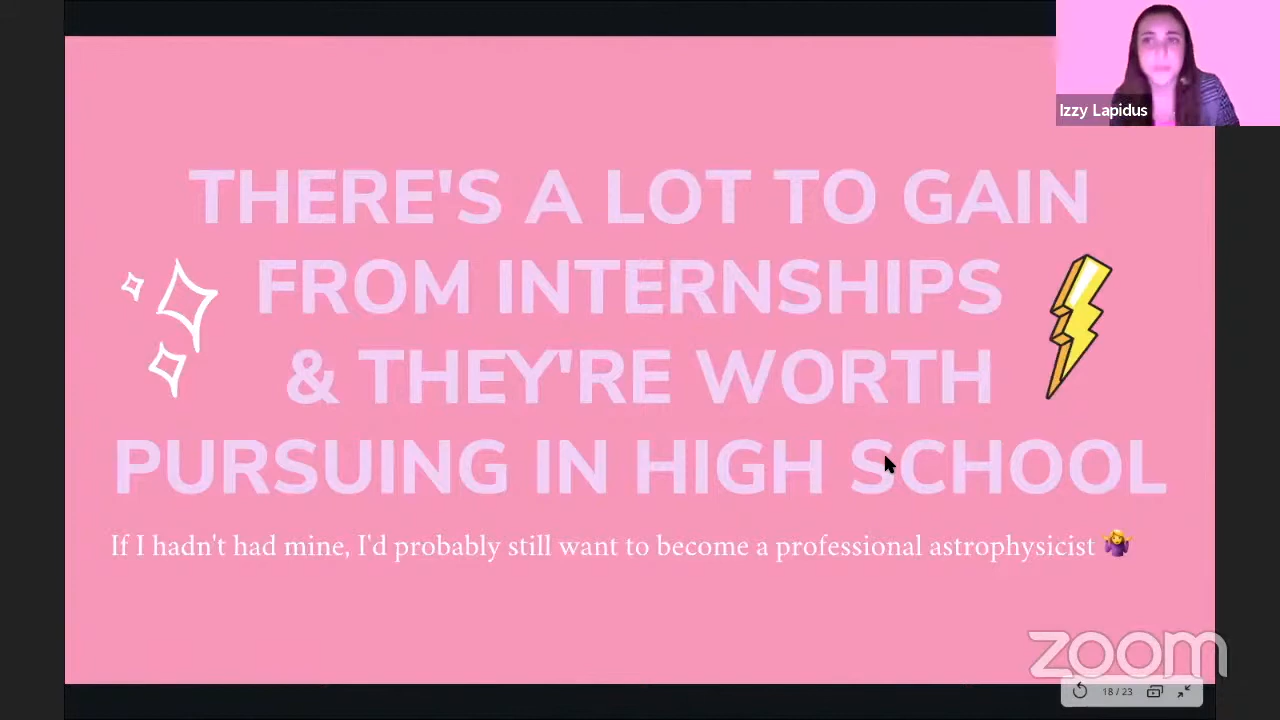 Izzy Lapidus
THERE'S A LOT TO GAIN
FROM INTERNSHIPS
& THEY'RE WORTH
PURSUING IN HIGH SCHOOL
If I hadn't had mine, I'd probably still want to become a professional astrophysicist 🤷‍♀️
zoom
18 / 23